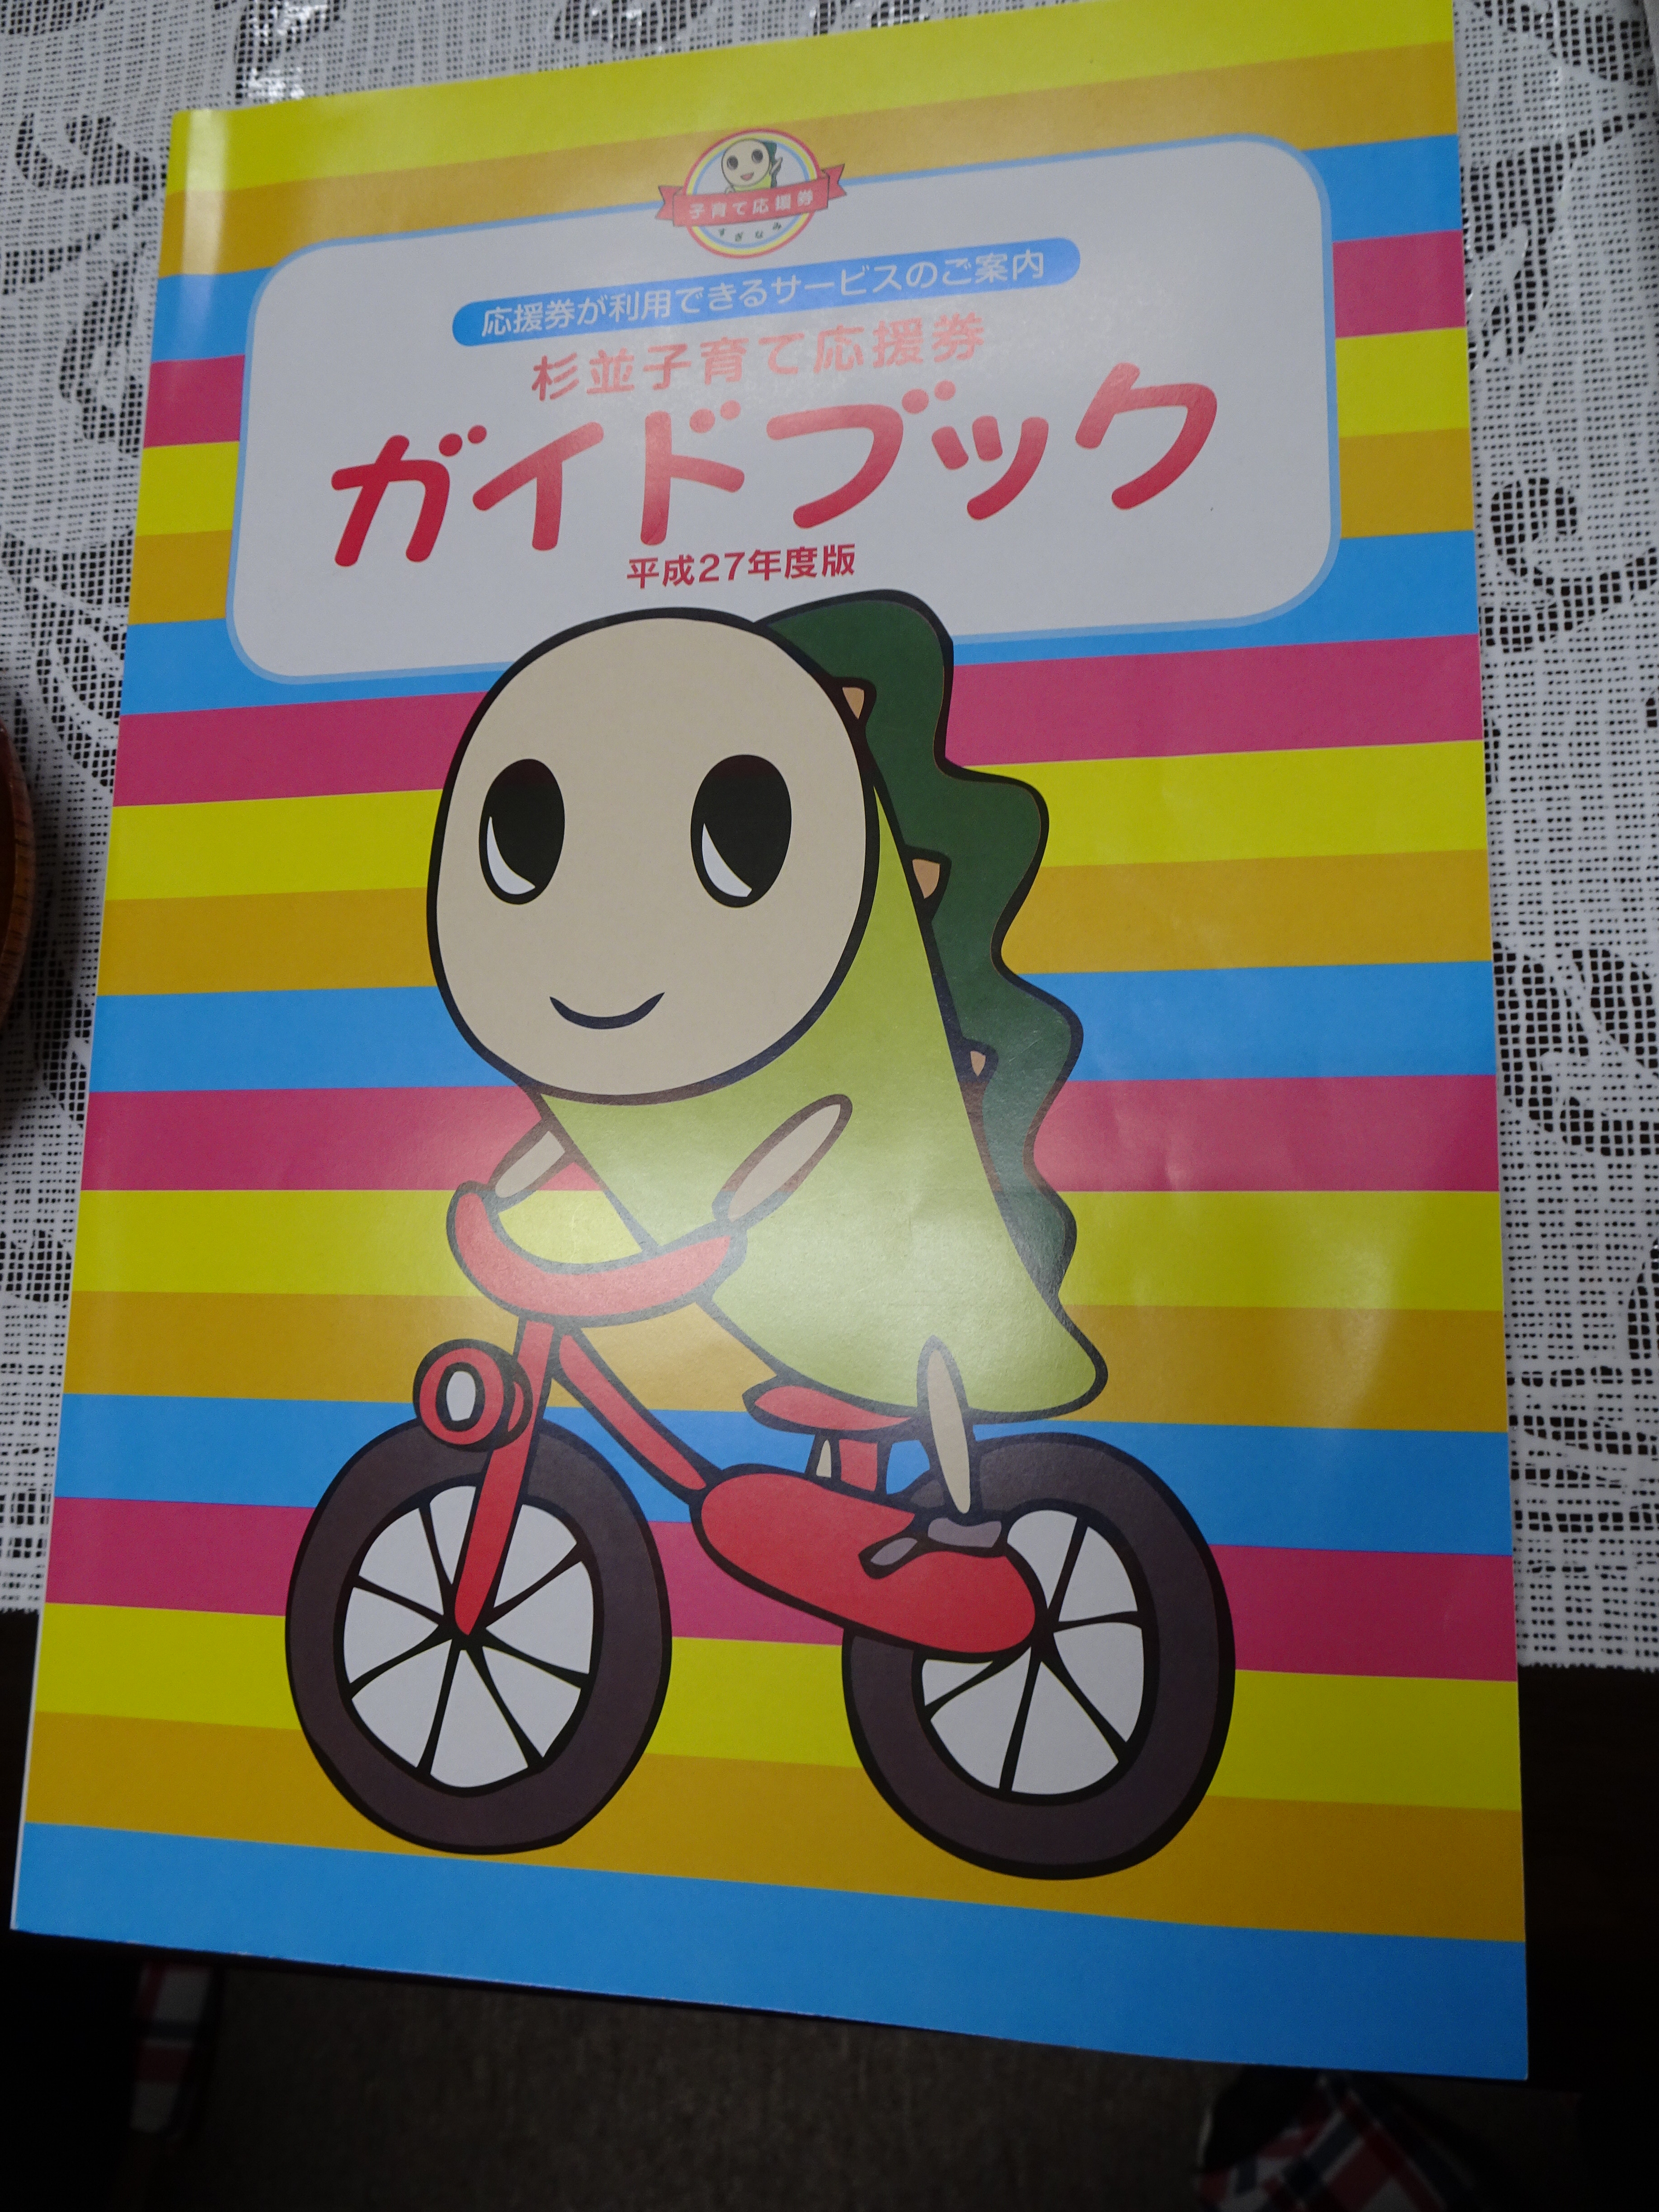 子育て応援券
すぎなみ
応援券が利用できるサービスのご案内
杉並子育て応援券
ガイドブック
平成27年度版